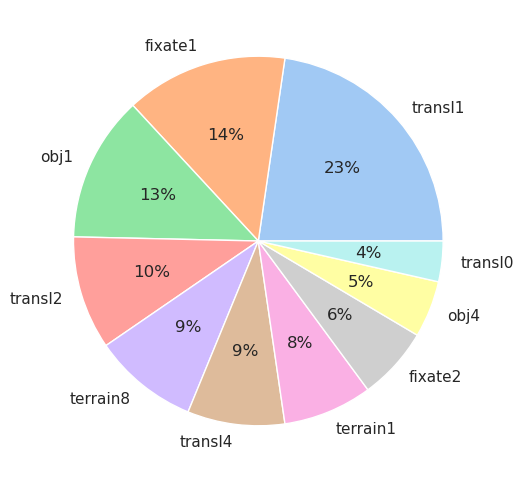 fixate1
transl1
14%
23%
obj1
13%
transl0
4%
5%
transl2
10%
obj4
6%
9%
8%
9%
fixate2
terrain8
terrain1
transl4